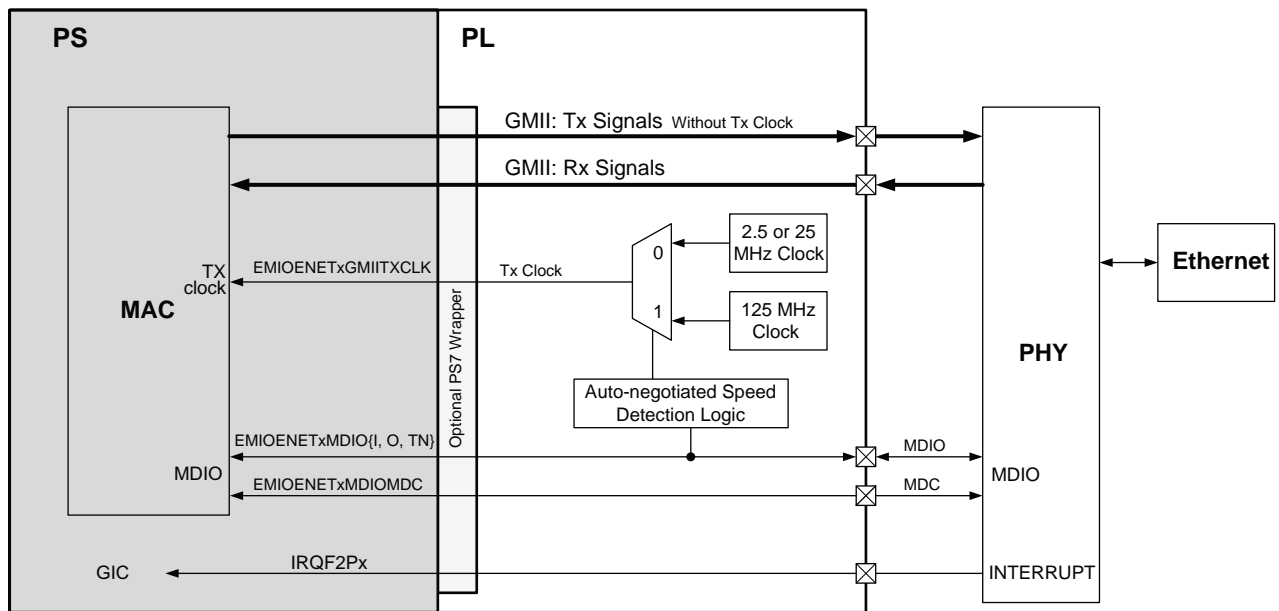 PS
PL
GMII: Tx Signals Without Tx Clock
GMII: Rx Signals
0
2.5 or 25
MHz Clock
EMIOENETxGMIITXCLK
Tx Clock
TX
clock
MAC
1
125 MHz
Clock
Ethernet
PHY
Optional PS7 Wrapper
Auto-negotiated Speed
Detection Logic
EMIOENETxMDIO{I, O, TN}
MDIO
MDIO
MDIO
EMIOENETxMDIOMDC
MDC
GIC
IRQF2Px
INTERRUPT